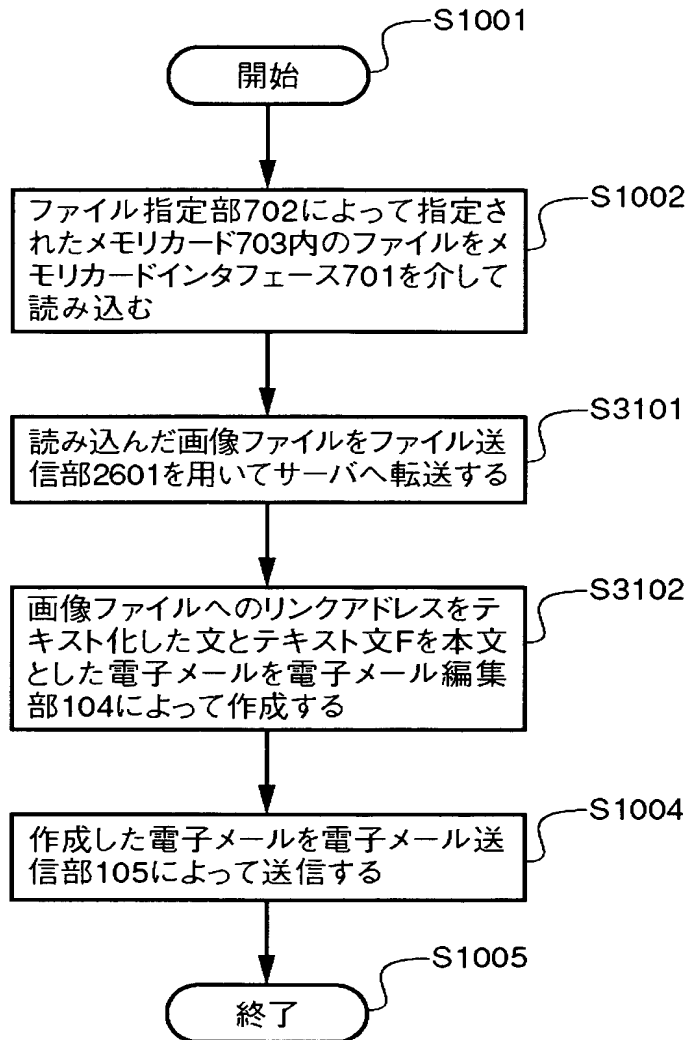 S1001
開始
S1002
ファイル指定部702によって指定さ
れたメモリカード703内のファイルをメ
モリカードインタフェース701を介して
読み込む
S3101
読み込んだ画像ファイルをファイル送
信部2601を用いてサーバへ転送する
S3102
画像ファイルへのリンクアドレスをテ
キスト化した文とテキスト文Fを本文
とした電子メールを電子メール編集
部104によって作成する
S1004
作成した電子メールを電子メール送
信部105によって送信する
S1005
終了